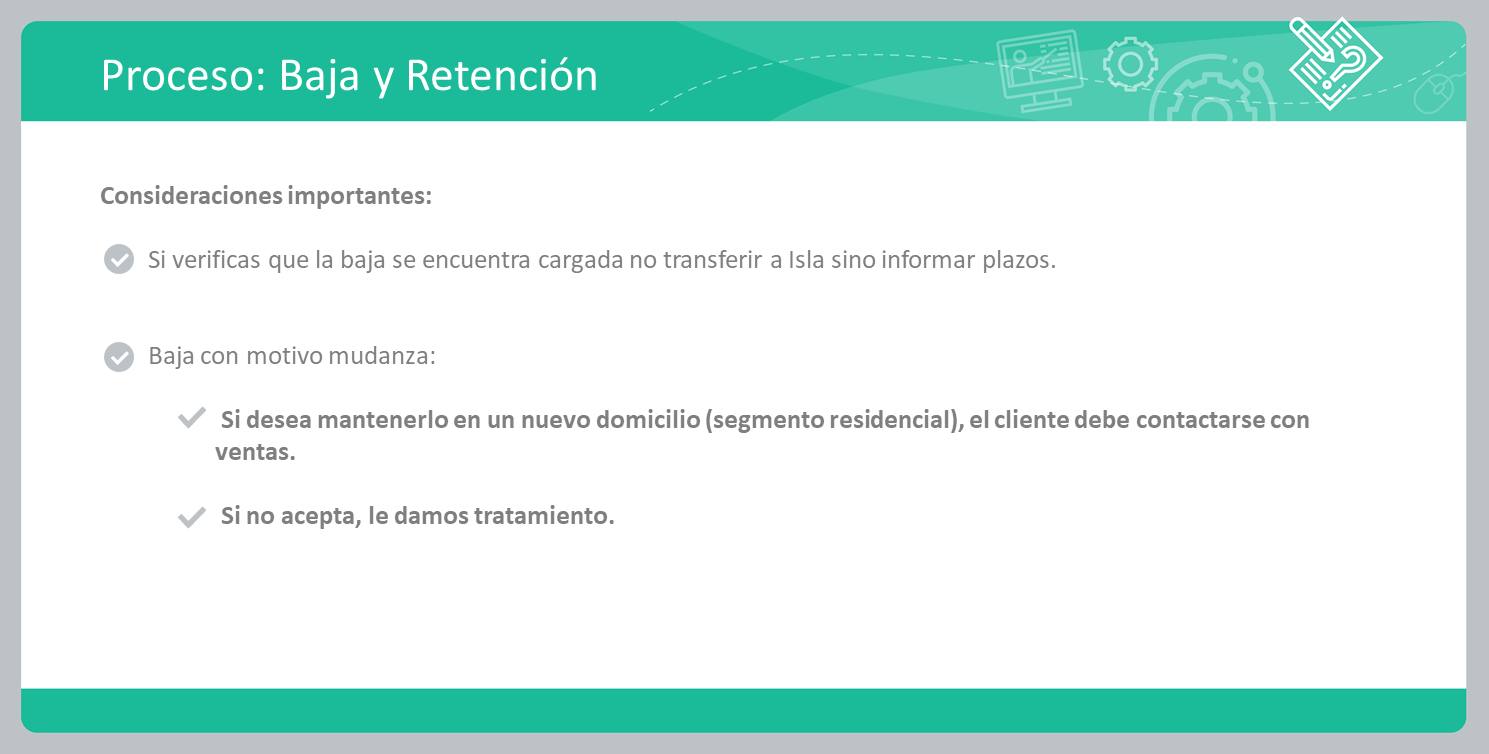 Proceso: Baja y Retención
Consideraciones importantes:
Si verificas que la baja se encuentra cargada no transferir a Isla sino informar plazos.
Baja con motivo mudanza:
Si desea mantenerlo en un nuevo domicilio (segmento residencial), el cliente debe contactarse con
ventas.
Si no acepta, le damos tratamiento.